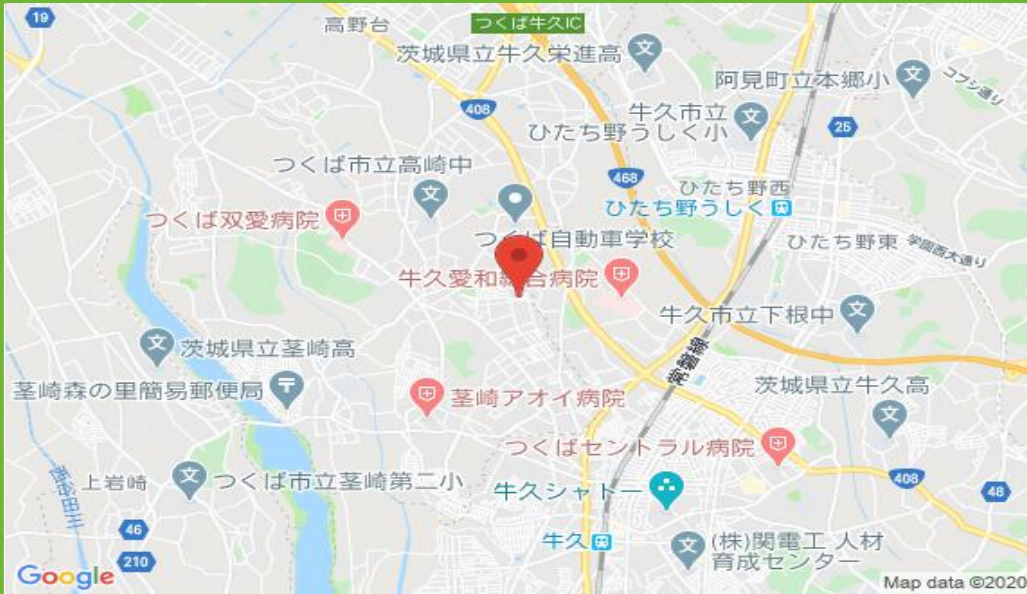 19
高野台
つくば牛久IC
茨城県立牛久栄進高
阿見町立本郷小
コブシ通り
408
牛久市立
ひたち野うしく小
25
つくば市立高崎中
468
ひたち野西
つくば双愛病院
ひたち野うしく
つくば自動車学校
ひたち野東
学園西大通り
牛久愛和総合病院
牛久市立下根中
茨城県立茎崎高
常磐線
茎崎森の里簡易郵便局
茎崎アオイ病院
茨城県立牛久高
つくばセントラル病院
西谷田川
上岩崎
つくば市立茎崎第二小
牛久シャトー
408
48
46
牛久
(株)関電工 人材
育成センター
210
Google
Map data ©2020